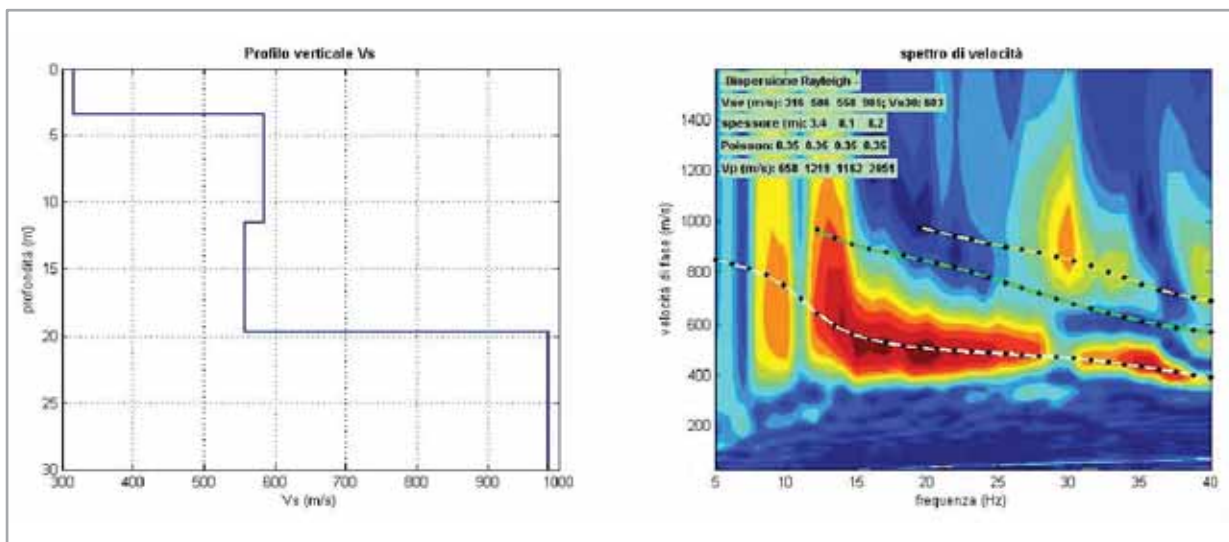 Profilo verticale Vs
0
5
10
15
20
25
30
profondità (m)
300 400 500 600 700 800 900 1000
Vs (m/s)
spettro di velocità
Dispersione Rayleigh
Vse (m/s): 316 558 Vs30: 603
spessore (m): 3.4 8.1 8.2
Poisson: 0.35 0.35 0.35 0.35
Vp (m/s): 658 1219 1162 2051
1400
1200
1000
800
600
400
200
velocità di fase (m/s)
5 10 15 20 25 30 35 40
frequenza (Hz)